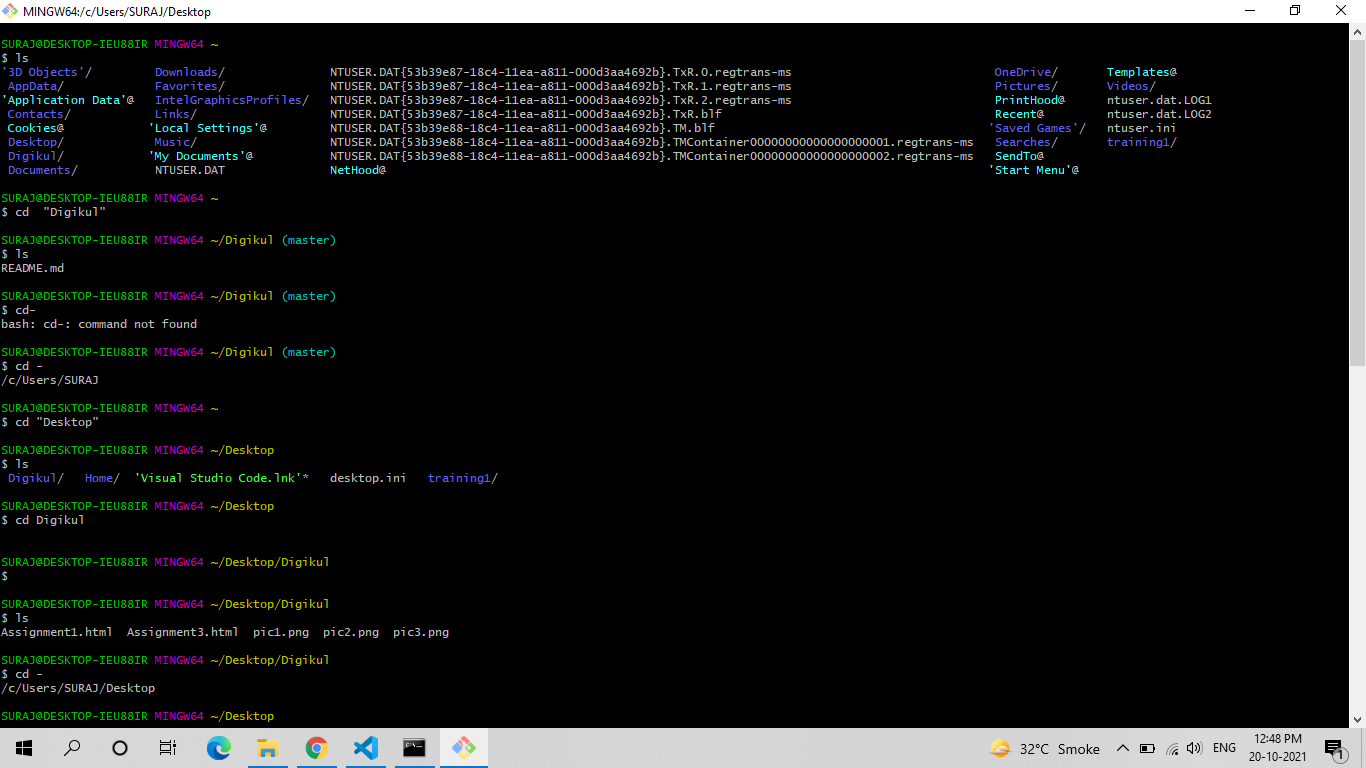 MINGW64:/c/Users/SURAJ/Desktop
SURAJ@DESKTOP-IEU88IR MINGW64 ~
$ ls
'3D Objects'/ Downloads/ NTUSER.DAT{53b39e87-18c4-11ea-a811-000d3aa4692b}.TxR.0.regtrans-ms OneDrive/ Templates@
AppData/ Favorites/ NTUSER.DAT{53b39e87-18c4-11ea-a811-000d3aa4692b}.TxR.1.regtrans-ms Pictures/ Videos/
'Application Data'@ IntelGraphicsProfiles/ NTUSER.DAT{53b39e87-18c4-11ea-a811-000d3aa4692b}.TxR.2.regtrans-ms PrintHood@ ntuser.dat.LOG1
Contacts/ Links/ NTUSER.DAT{53b39e87-18c4-11ea-a811-000d3aa4692b}.TxR.blf Recent@ ntuser.dat.LOG2
Cookies@ 'Local Settings'@ NTUSER.DAT{53b39e88-18c4-11ea-a811-000d3aa4692b}.TM.blf 'Saved Games'/ ntuser.ini
Desktop/ Music/ NTUSER.DAT{53b39e88-18c4-11ea-a811-000d3aa4692b}.TMContainer00000000000000000001.regtrans-ms Searches/ training1/
Digikul/ 'My Documents'@ NTUSER.DAT{53b39e88-18c4-11ea-a811-000d3aa4692b}.TMContainer00000000000000000002.regtrans-ms SendTo@
Documents/ NTUSER.DAT NetHood@ 'Start Menu'@
SURAJ@DESKTOP-IEU88IR MINGW64 ~
$ cd  "Digikul"
SURAJ@DESKTOP-IEU88IR MINGW64 ~/Digikul (master)
$ ls
README.md
SURAJ@DESKTOP-IEU88IR MINGW64 ~/Digikul (master)
$ cd-
bash: cd-: command not found
SURAJ@DESKTOP-IEU88IR MINGW64 ~/Digikul (master)
$ cd -
/c/Users/SURAJ
SURAJ@DESKTOP-IEU88IR MINGW64 ~
$ cd "Desktop"
SURAJ@DESKTOP-IEU88IR MINGW64 ~/Desktop
$ ls
Digikul/ Home/ 'Visual Studio Code.lnk'* desktop.ini training1/
SURAJ@DESKTOP-IEU88IR MINGW64 ~/Desktop
$ cd Digikul
SURAJ@DESKTOP-IEU88IR MINGW64 ~/Desktop/Digikul
$
SURAJ@DESKTOP-IEU88IR MINGW64 ~/Desktop/Digikul
$ ls
Assignment1.html Assignment3.html pic1.png pic2.png pic3.png
SURAJ@DESKTOP-IEU88IR MINGW64 ~/Desktop/Digikul
$ cd -
/c/Users/SURAJ/Desktop
SURAJ@DESKTOP-IEU88IR MINGW64 ~/Desktop
32°C Smoke ENG 12:48 PM
20-10-2021 1